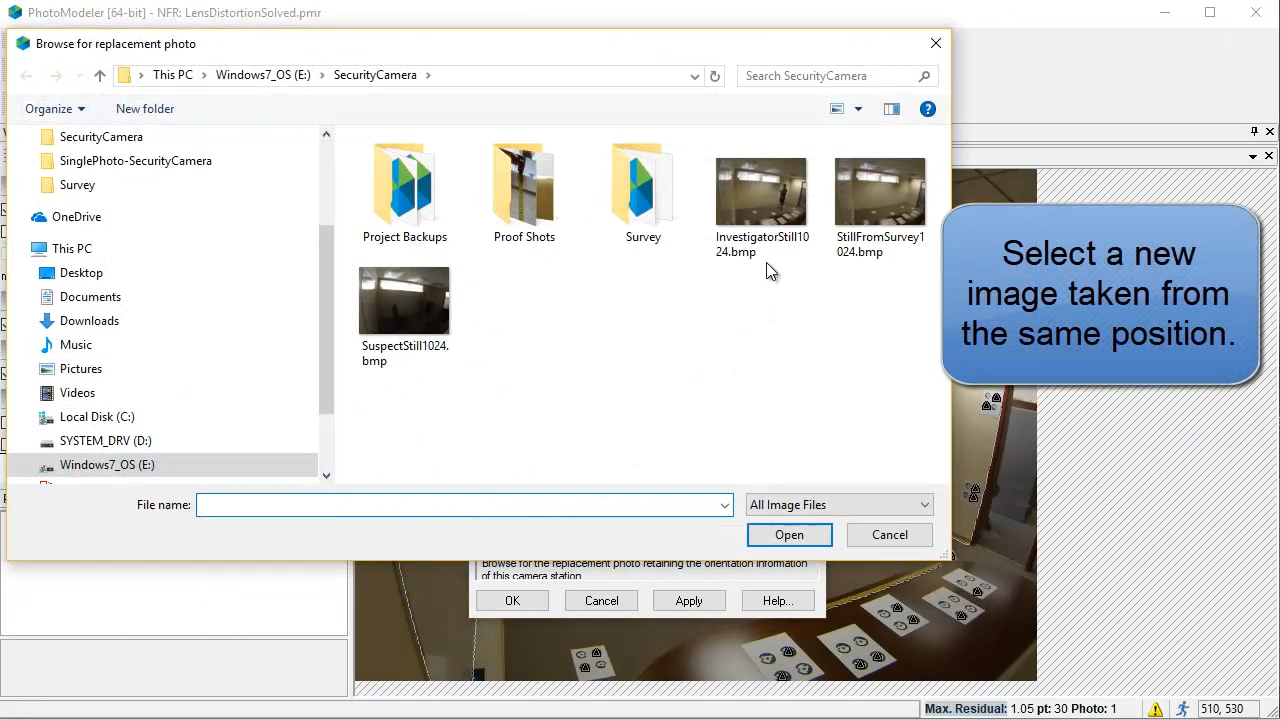 PhotoModeler [64-bit] - NFR: LensDistortionSolved.pmr
Browse for replacement photo
This PC > Windows7_OS (E:) > SecurityCamera >
Search SecurityCamera
Organize
New folder
SecurityCamera
SinglePhoto-SecurityCamera
Survey
OneDrive
This PC
Desktop
Documents
Downloads
Music
Pictures
Videos
Local Disk (C:)
SYSTEM_DRV (D:)
Windows7_OS (E:)
Project Backups
Proof Shots
Survey
InvestigatorStill10
24.bmp
StillFromSurvey1
024.bmp
SuspectStill1024.
bmp
Select a new
image taken from
the same position.
File name:
All Image Files
Open
Cancel
Browse for the replacement photo retaining the orientation information
of this camera station.
OK
Cancel
Apply
Help...
Max. Residual: 1.05 pt: 30 Photo: 1
510, 530